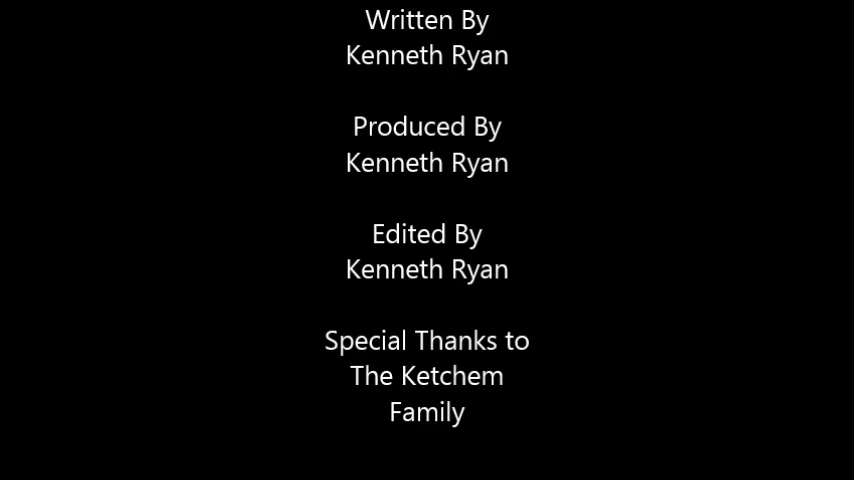 Written By
Kenneth Ryan
Produced By
Kenneth Ryan
Edited By
Kenneth Ryan
Special Thanks to
The Ketchem
Family